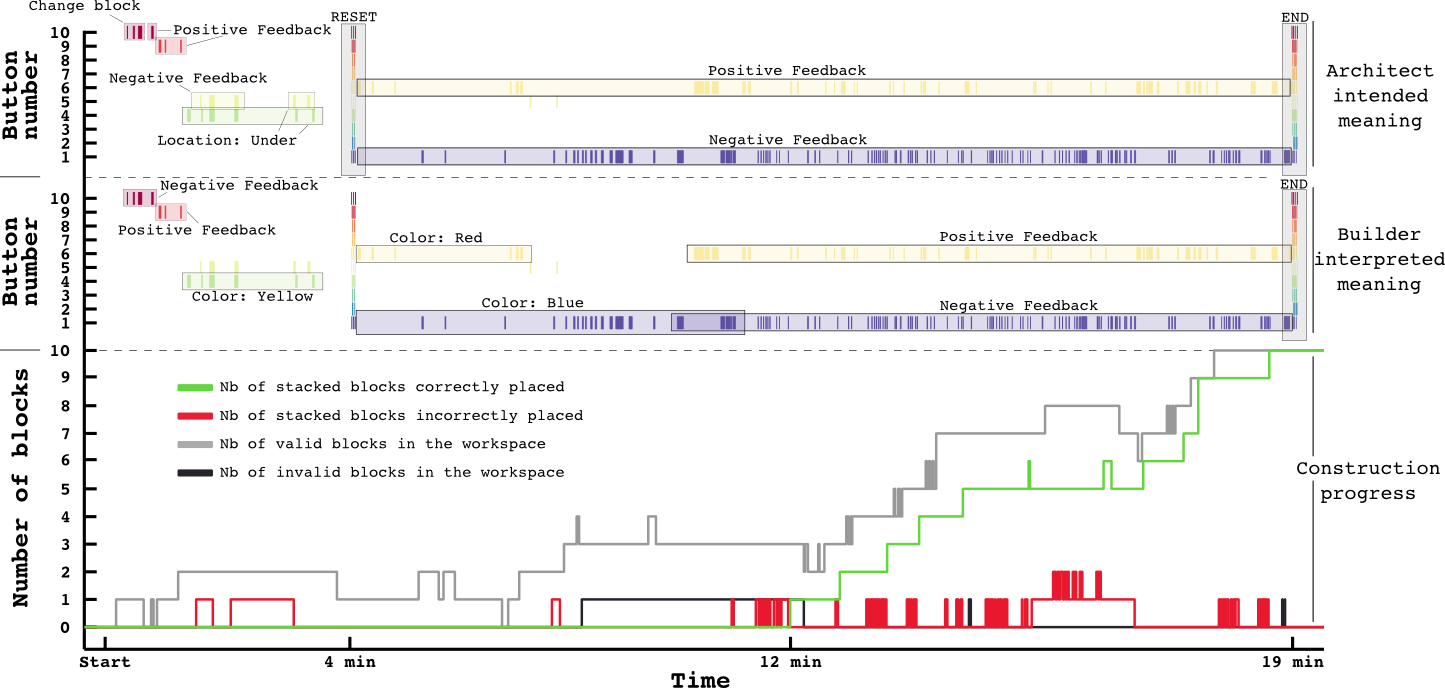 Change block
RESET
END
Positive Feedback
10
9
8
7
6
5
4
3
2
1
Button
number
Negative Feedback
Location: Under
Positive Feedback
Negative Feedback
Architect
intended
meaning
Negative Feedback
END
10
9
8
7
6
5
4
3
2
1
Button
number
Positive Feedback
Color: Yellow
Color: Red
Positive Feedback
Color: Blue
Negative Feedback
Builder
interpreted
meaning
10
9
8
7
6
5
4
3
2
1
0
Number of blocks
Nb of stacked blocks correctly placed
Nb of stacked blocks incorrectly placed
Nb of valid blocks in the workspace
Nb of invalid blocks in the workspace
Construction
progress
Start
4 min
12 min
19 min
Time